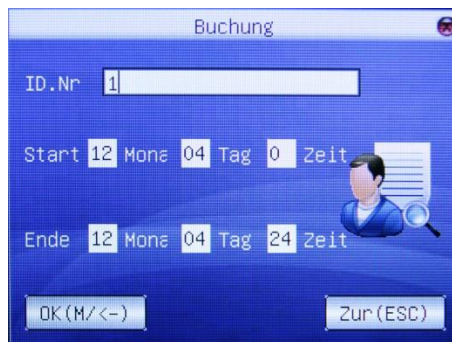 Buchung
ID.Nr 1
Start 12 Mona 04 Tag 0 Zeit
Ende 12 Mona 04 Tag 24 Zeit
OK(M/<-) Zur(ESC)